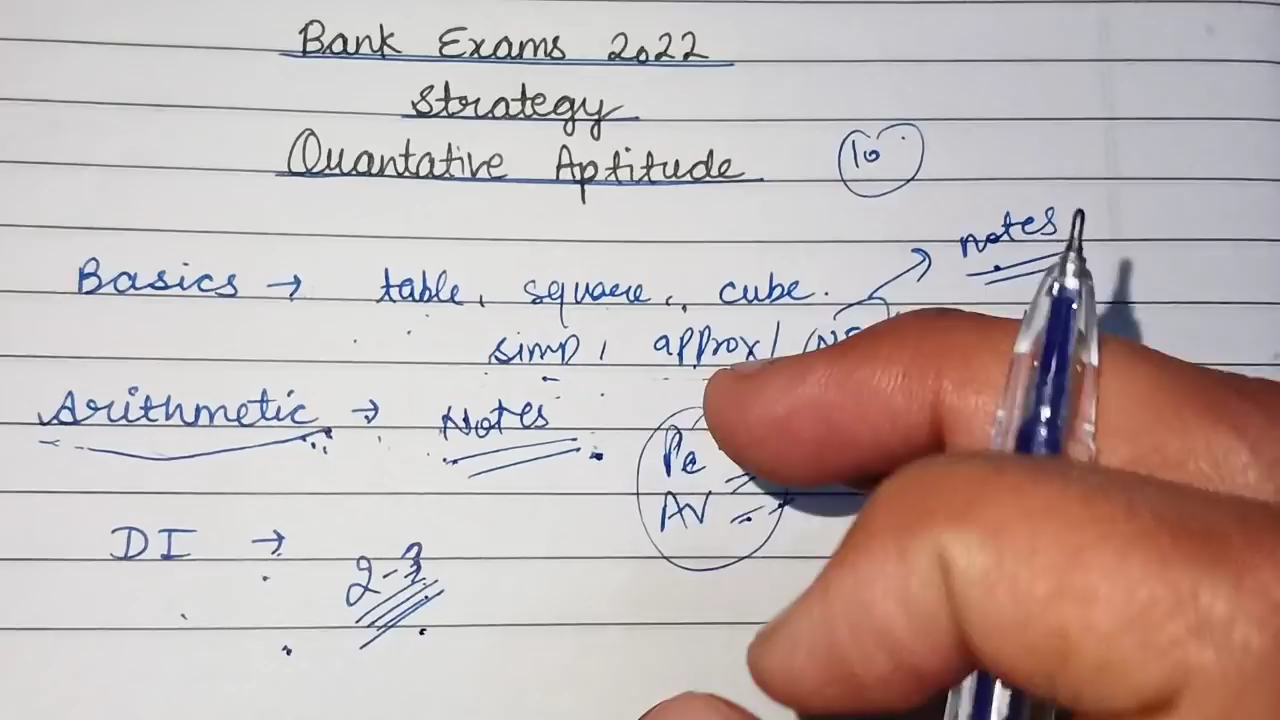 Bank Exams 2022
Strategy
Quantative Aptitude 10
Basics → table, square, cube. → notes
simp, approx/
Arithmetic → Notes
Pe
AV
DI → 2-3